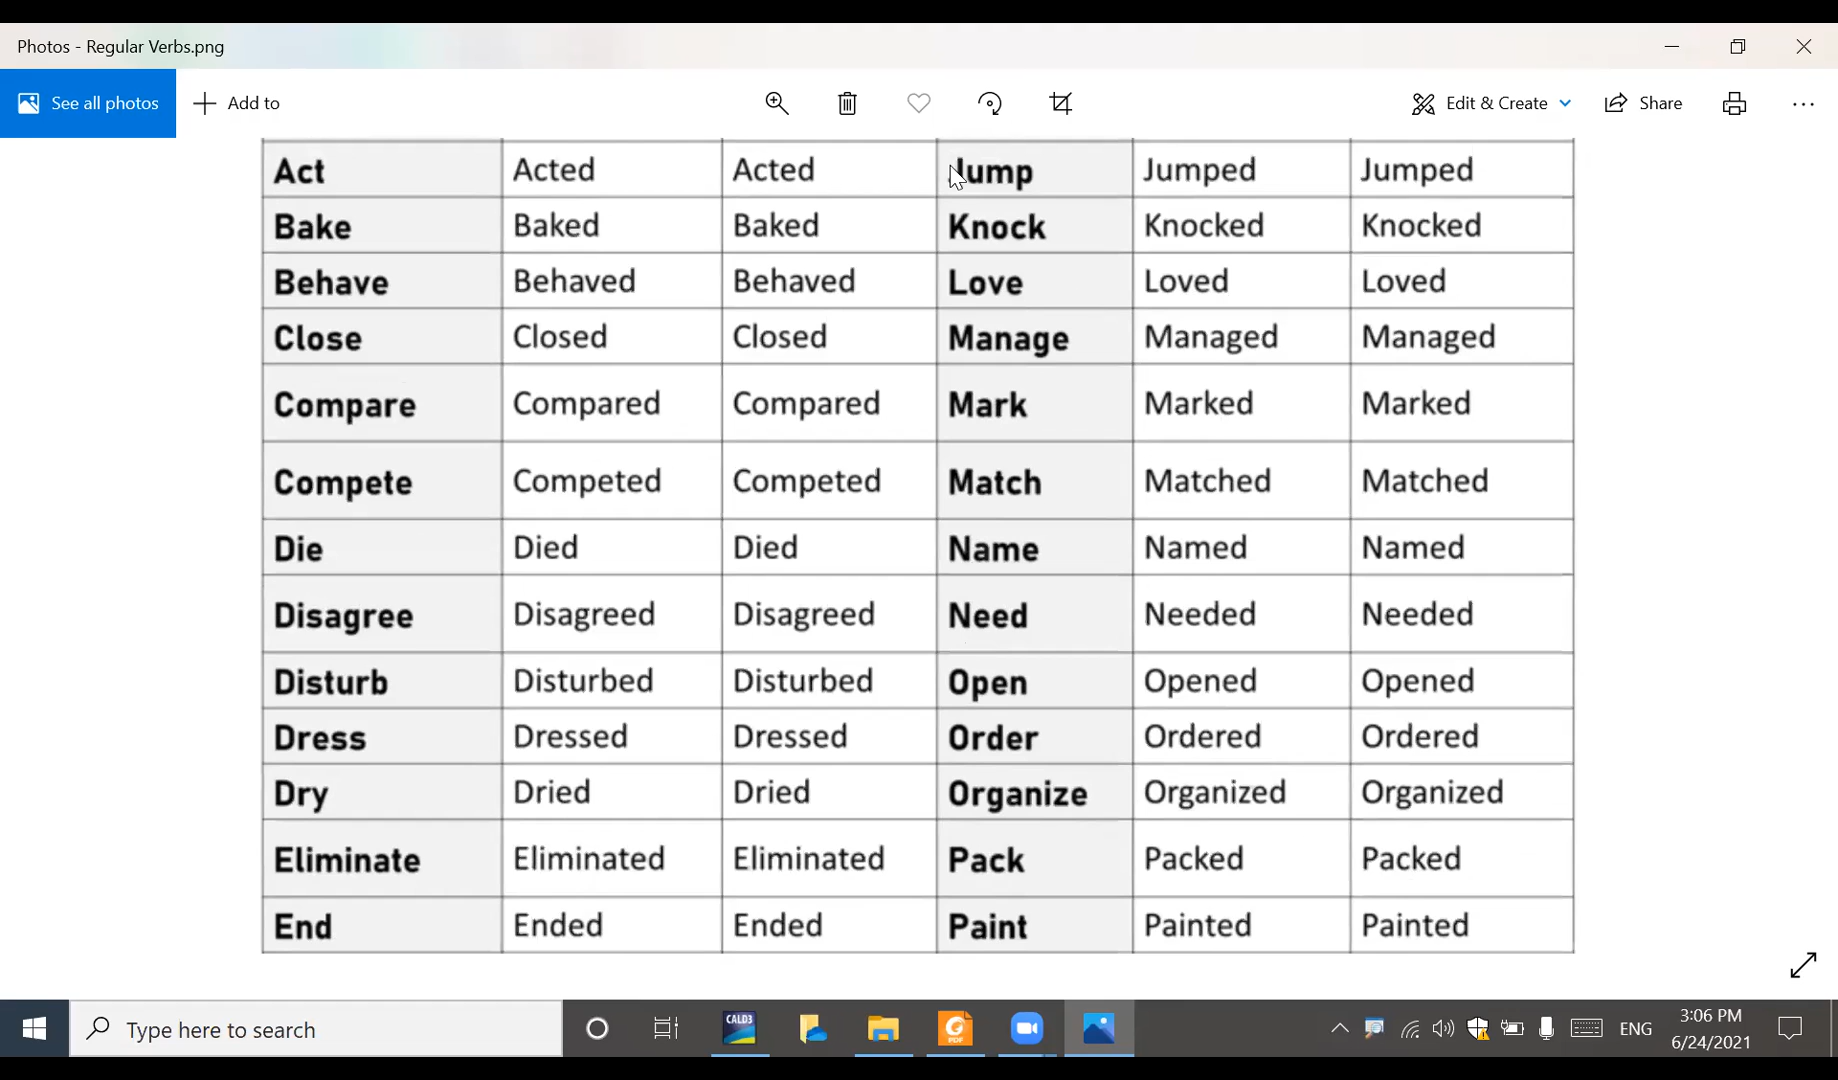 Photos - Regular Verbs.png
See all photos Add to Edit & Create Share
Act Acted Acted Jump Jumped Jumped
Bake Baked Baked Knock Knocked Knocked
Behave Behaved Behaved Love Loved Loved
Close Closed Closed Manage Managed Managed
Compare Compared Compared Mark Marked Marked
Compete Competed Competed Match Matched Matched
Die Died Died Name Named Named
Disagree Disagreed Disagreed Need Needed Needed
Disturb Disturbed Disturbed Open Opened Opened
Dress Dressed Dressed Order Ordered Ordered
Dry Dried Dried Organize Organized Organized
Eliminate Eliminated Eliminated Pack Packed Packed
End Ended Ended Paint Painted Painted
Type here to search CALD3 PDF ENG 3:06 PM
6/24/2021